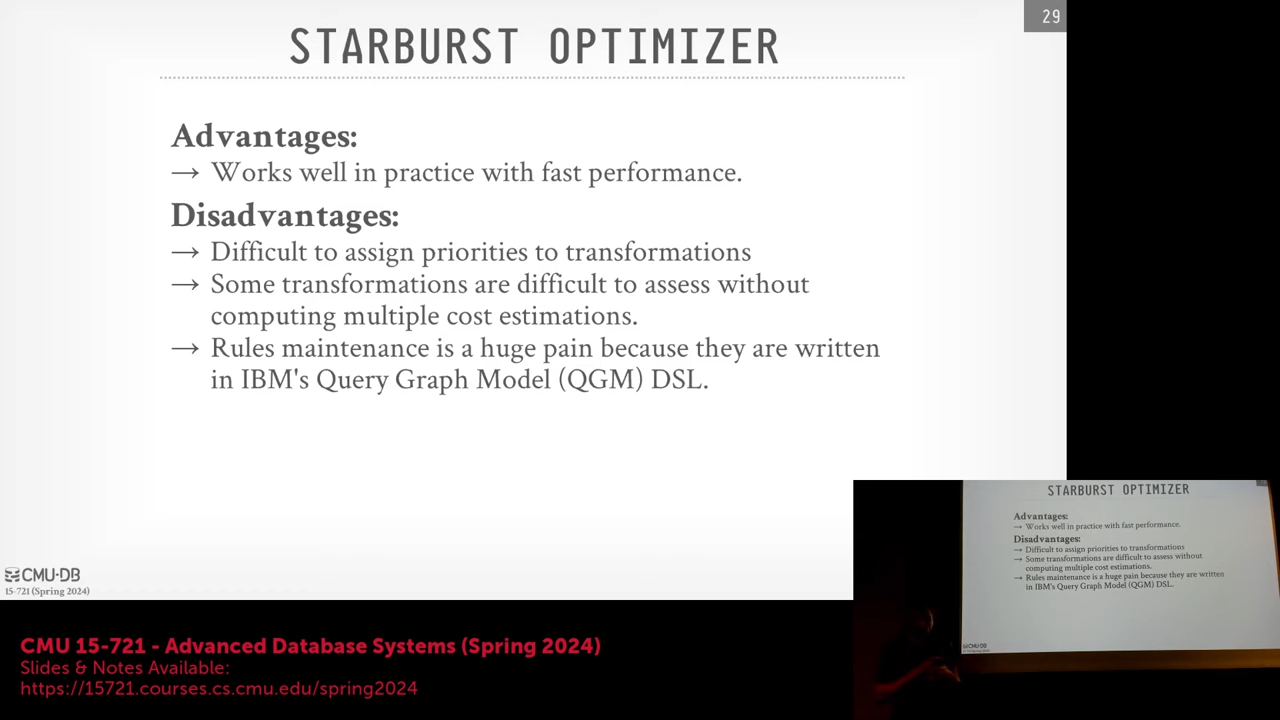 29
STARBURST OPTIMIZER
Advantages:
→ Works well in practice with fast performance.
Disadvantages:
→ Difficult to assign priorities to transformations
→ Some transformations are difficult to assess without
computing multiple cost estimations.
→ Rules maintenance is a huge pain because they are written
in IBM's Query Graph Model (QGM) DSL.
CMU·DB
15-721 (Spring 2024)
STARBURST OPTIMIZER
Advantages:
→ Works well in practice with fast performance.
Disadvantages:
→ Difficult to assign priorities to transformations
→ Some transformations are difficult to assess without
computing multiple cost estimations.
→ Rules maintenance is a huge pain because they are written
in IBM's Query Graph Model (QGM) DSL.
CMU·DB
CMU 15-721 - Advanced Database Systems (Spring 2024)
Slides & Notes Available:
https://15721.courses.cs.cmu.edu/spring2024